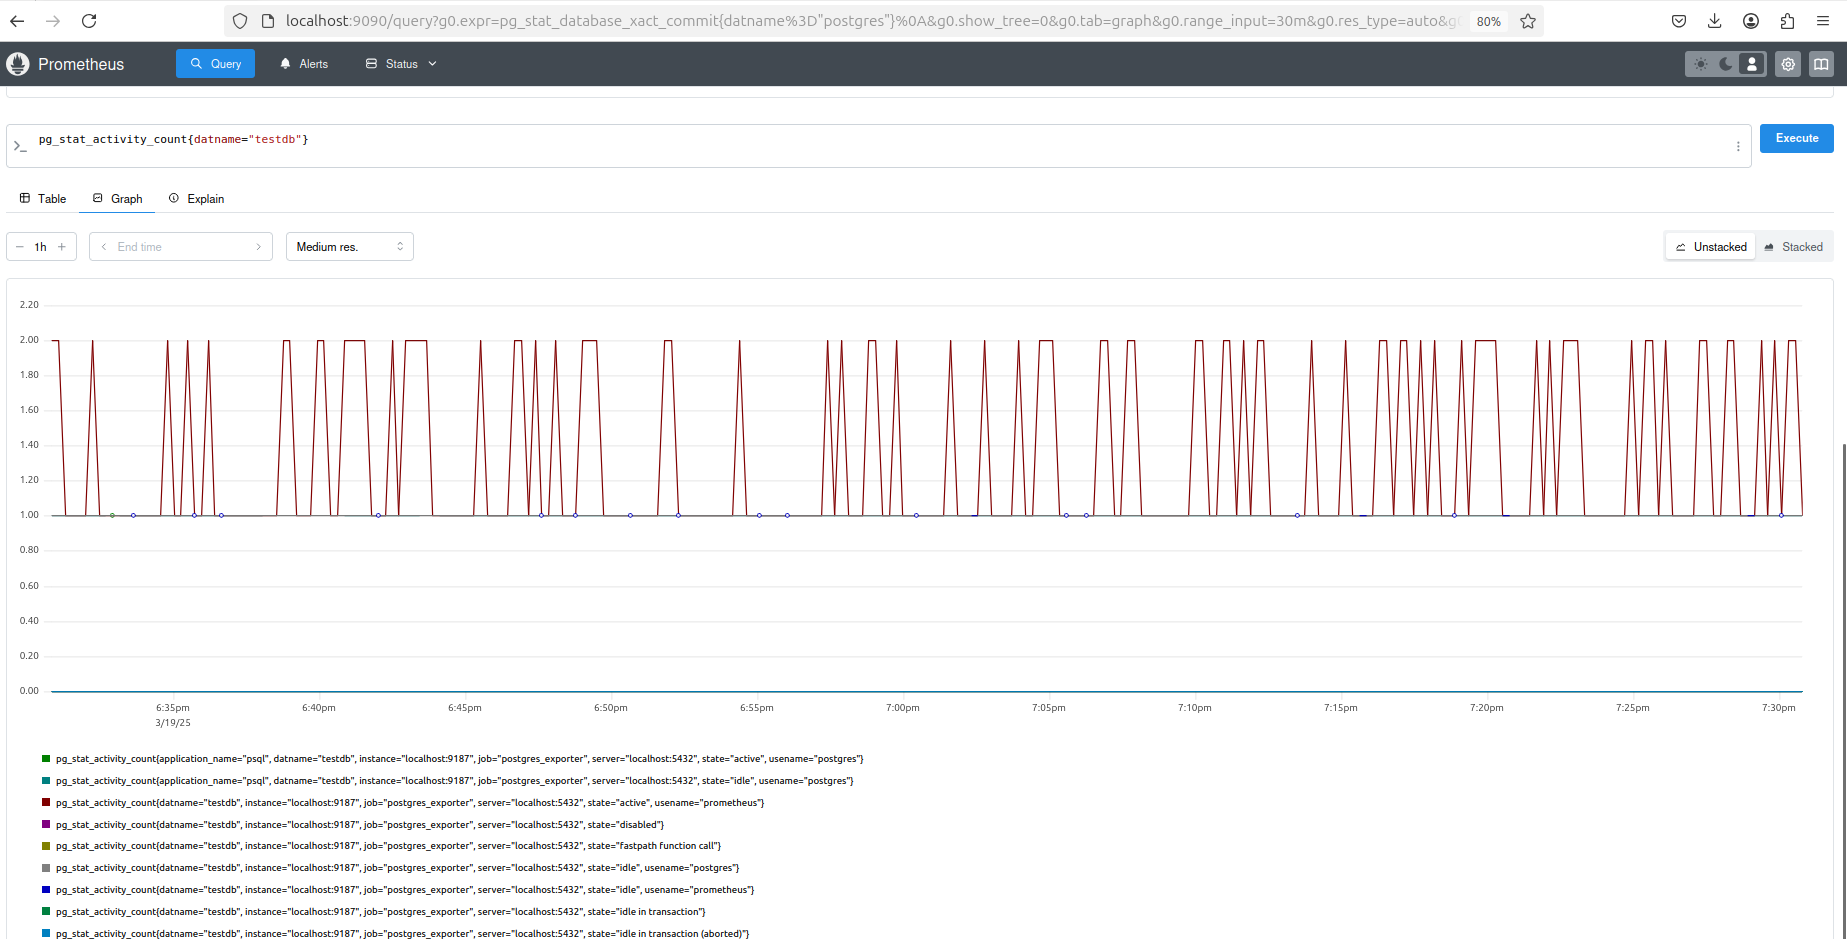 localhost:9090/query?g0.expr=pg_stat_database_xact_commit{datname%3D"postgres"}%0A&g0.show_tree=0&g0.tab=graph&g0.range_input=30m&g0.res_type=auto&g0 80%
Prometheus Query Alerts Status
pg_stat_activity_count{datname="testdb"}
Execute
Table Graph Explain
− 1h + End time Medium res. Unstacked Stacked
2.20
2.00
1.80
1.60
1.40
1.20
1.00
0.80
0.60
0.40
0.20
0.00
6:35pm 6:40pm 6:45pm 6:50pm 6:55pm 7:00pm 7:05pm 7:10pm 7:15pm 7:20pm 7:25pm 7:30pm
3/19/25
pg_stat_activity_count{application_name="psql", datname="testdb", instance="localhost:9187", job="postgres_exporter", server="localhost:5432", state="active", usename="postgres"}
pg_stat_activity_count{application_name="psql", datname="testdb", instance="localhost:9187", job="postgres_exporter", server="localhost:5432", state="idle", usename="postgres"}
pg_stat_activity_count{datname="testdb", instance="localhost:9187", job="postgres_exporter", server="localhost:5432", state="active", usename="prometheus"}
pg_stat_activity_count{datname="testdb", instance="localhost:9187", job="postgres_exporter", server="localhost:5432", state="disabled"}
pg_stat_activity_count{datname="testdb", instance="localhost:9187", job="postgres_exporter", server="localhost:5432", state="fastpath function call"}
pg_stat_activity_count{datname="testdb", instance="localhost:9187", job="postgres_exporter", server="localhost:5432", state="idle", usename="postgres"}
pg_stat_activity_count{datname="testdb", instance="localhost:9187", job="postgres_exporter", server="localhost:5432", state="idle", usename="prometheus"}
pg_stat_activity_count{datname="testdb", instance="localhost:9187", job="postgres_exporter", server="localhost:5432", state="idle in transaction"}
pg_stat_activity_count{datname="testdb", instance="localhost:9187", job="postgres_exporter", server="localhost:5432", state="idle in transaction (aborted)"}